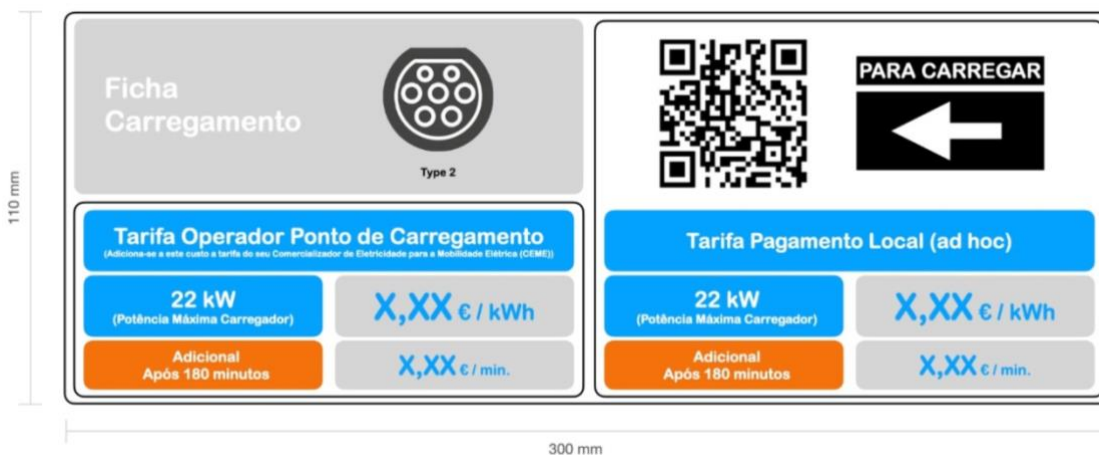 Ficha
Carregamento
Type 2
PARA CARREGAR
110 mm
Tarifa Operador Ponto de Carregamento
(Adiciona-se a este custo a tarifa do seu Comercializador de Eletricidade para a Mobilidade Elétrica (CEME))
22 kW
(Potência Máxima Carregador)
X,XX € / kWh
Adicional
Após 180 minutos
X,XX € / min.
Tarifa Pagamento Local (ad hoc)
22 kW
(Potência Máxima Carregador)
X,XX € / kWh
Adicional
Após 180 minutos
X,XX € / min.
300 mm